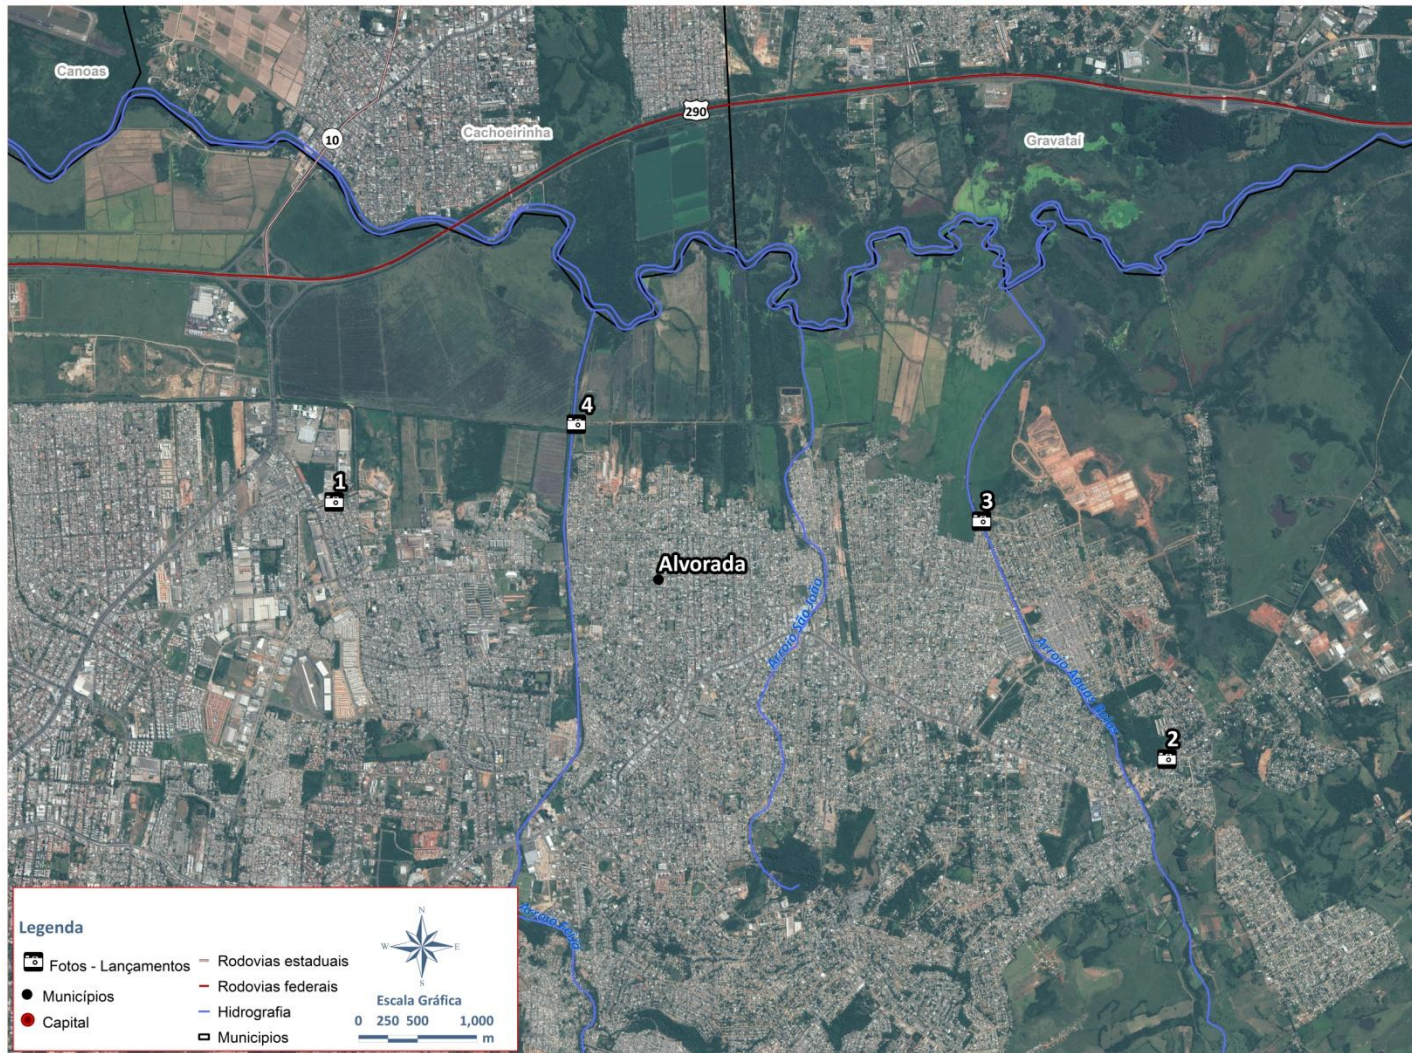 Canoas
290
10
Cachoeirinha
Gravataí
4
1
3
Alvorada
Arroio São João
Arroio Águas Belas
2
Arroio Feijó
Legenda
Fotos - Lançamentos
Municípios
Capital
Rodovias estaduais
Rodovias federais
Hidrografia
Municipios
N
W
E
S
Escala Gráfica
0 250 500 1,000
m